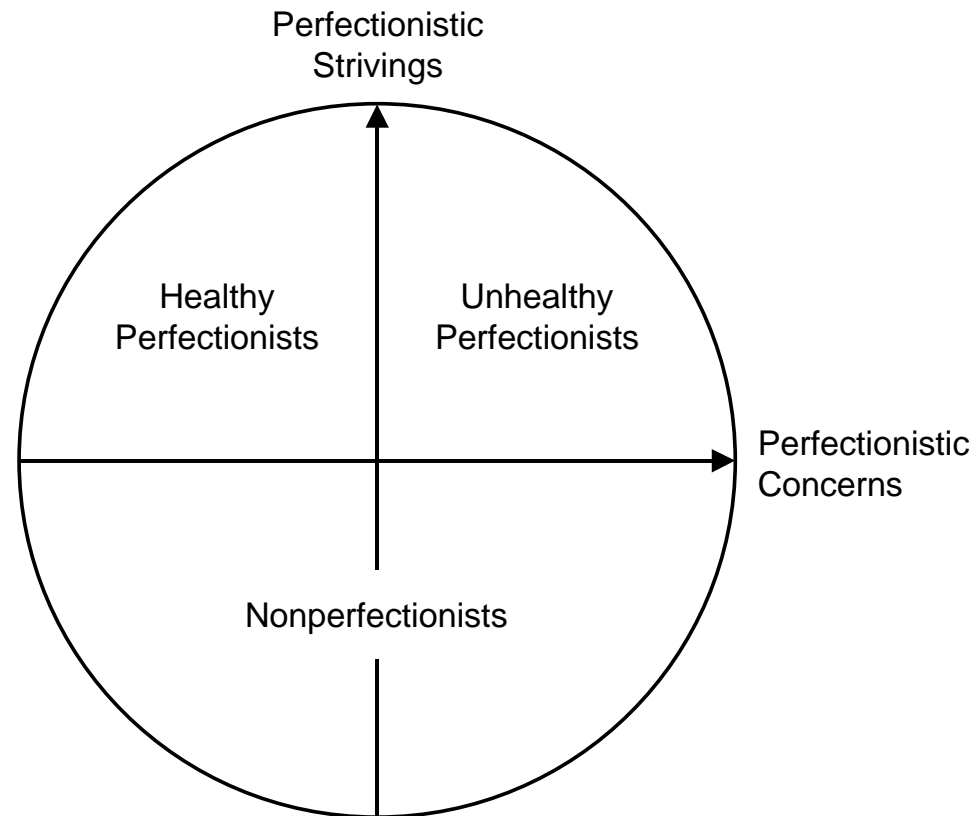 Perfectionistic
Strivings
Healthy
Perfectionists
Unhealthy
Perfectionists
Perfectionistic
Concerns
Nonperfectionists